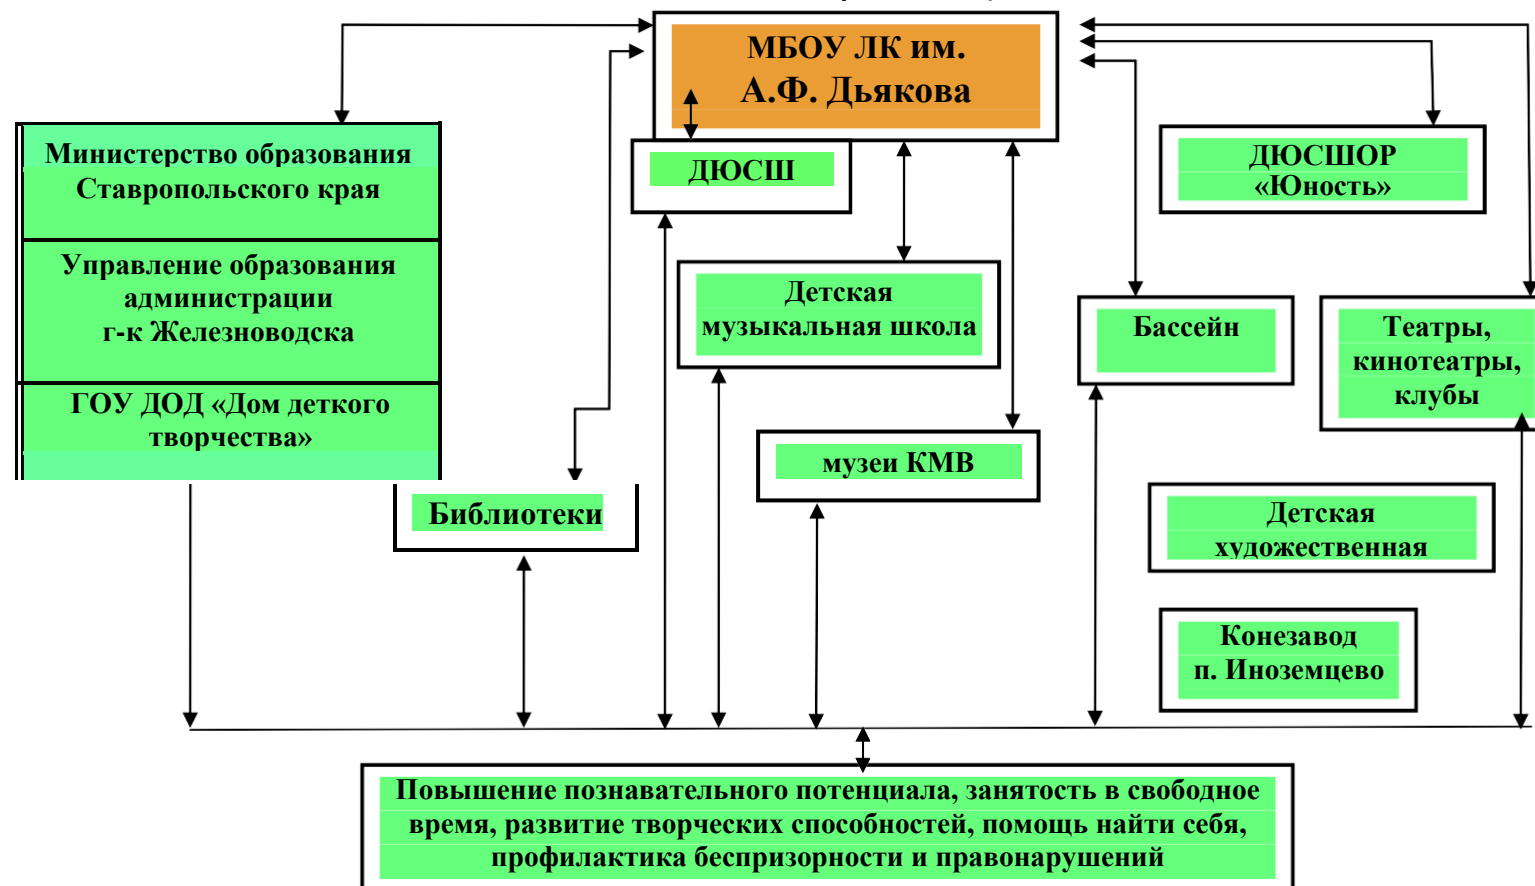 МБОУ ЛК им.
А.Ф. Дьякова
Министерство образования
Ставропольского края
Управление образования
администрации
г-к Железноводска
ГОУ ДОД «Дом деткого
творчества»
ДЮСШ
ДЮСШОР
«Юность»
Детская
музыкальная школа
Бассейн
Театры,
кинотеатры,
клубы
музеи КМВ
Библиотеки
Детская
художественная
Конезавод
п. Иноземцево
Повышение познавательного потенциала, занятость в свободное
время, развитие творческих способностей, помощь найти себя,
профилактика беспризорности и правонарушений